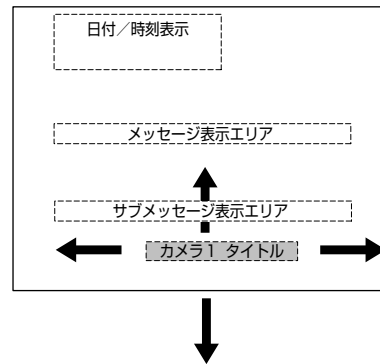 日付／時刻表示
メッセージ表示エリア
サブメッセージ表示エリア
カメラ1 タイトル